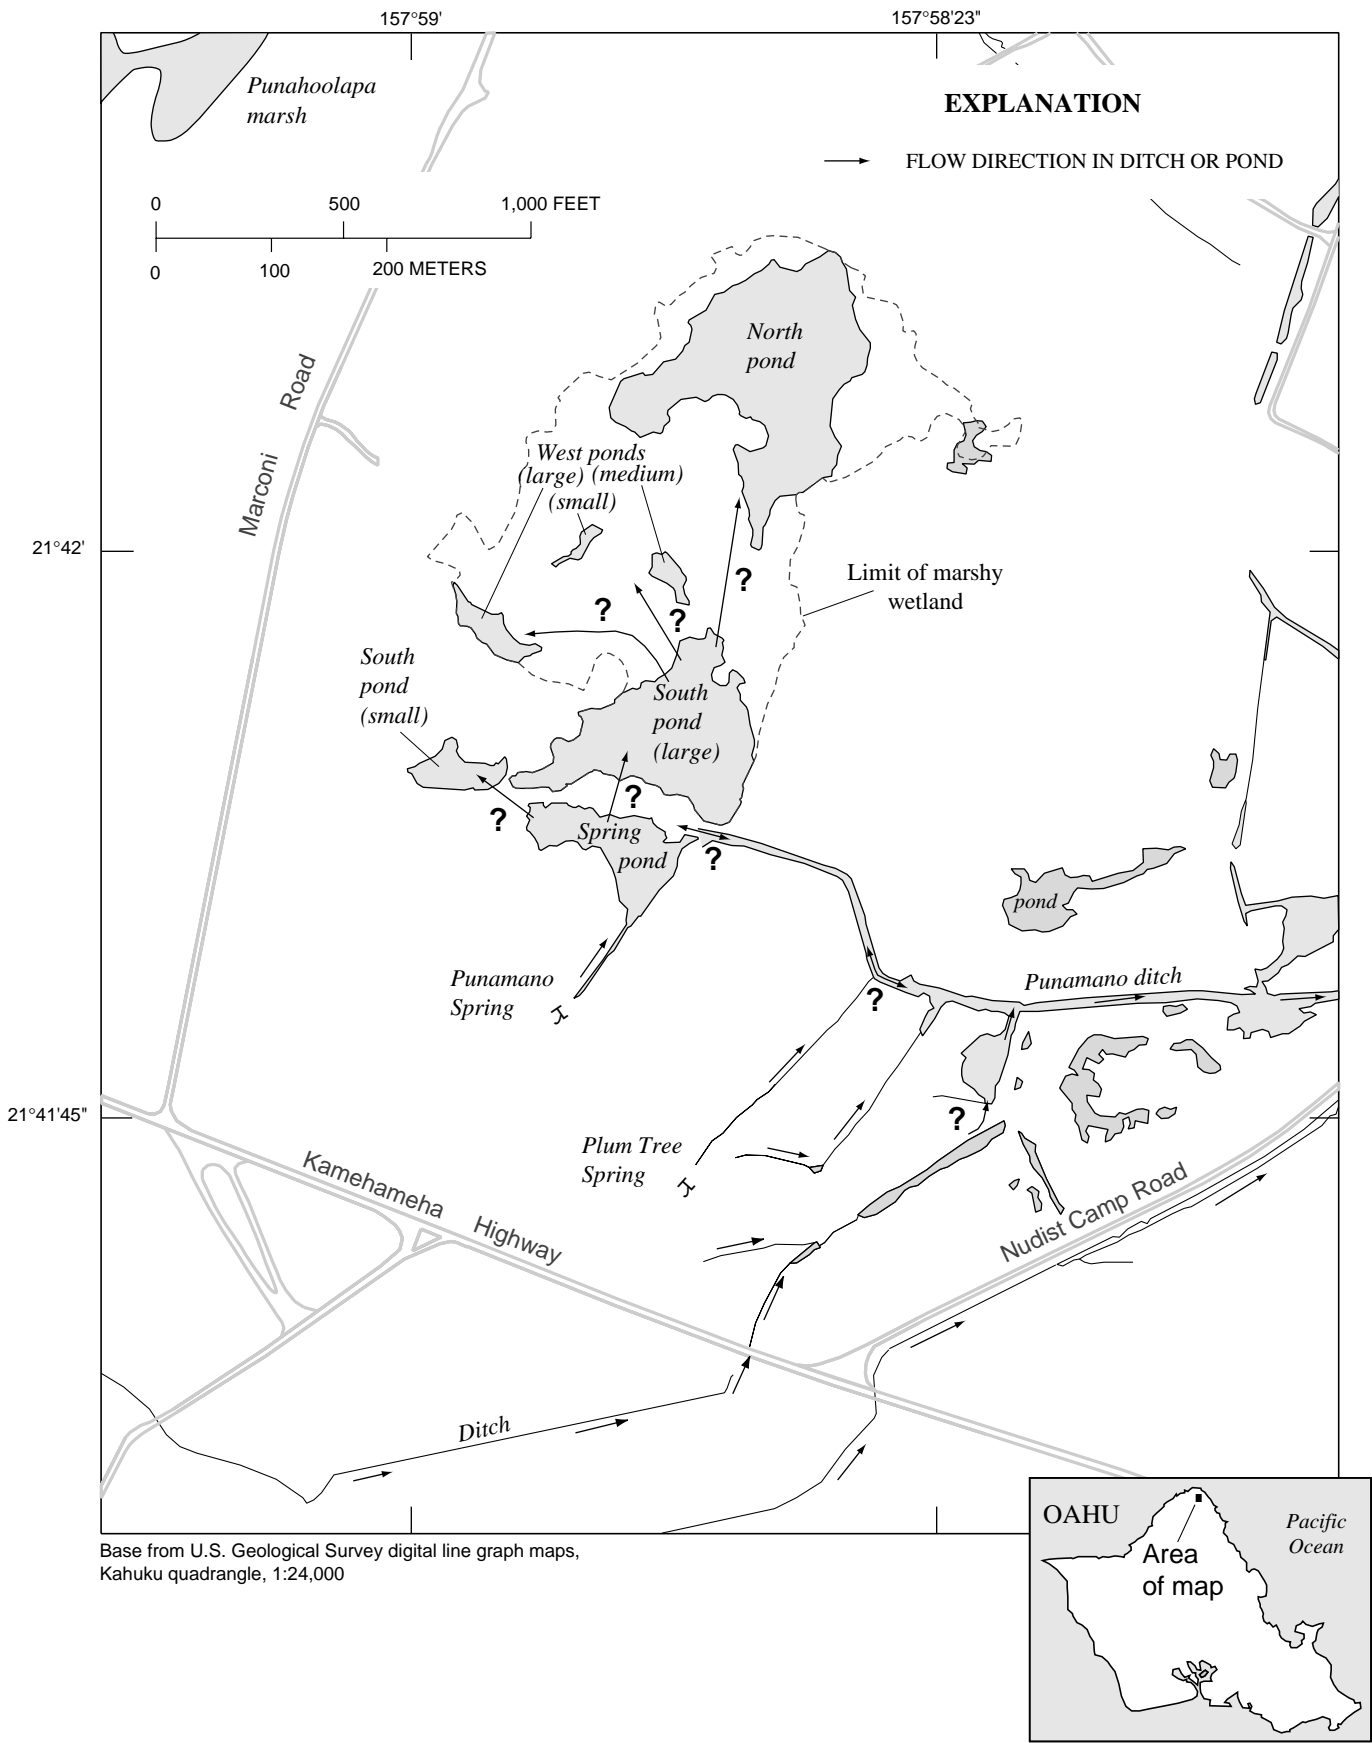 157°59'
157°58'23"
Punahoolapa
marsh
EXPLANATION
FLOW DIRECTION IN DITCH OR POND
0 500 1,000 FEET
0 100 200 METERS
North
pond
Marconi Road
West ponds
(large) (medium)
(small)
21°42'
?
?
?
Limit of marshy
wetland
South
pond
(small)
South
pond
(large)
?
?
Spring
pond
?
pond
Punamano
Spring
Punamano ditch
?
21°41'45"
?
Plum Tree
Spring
Kamehameha Highway
Nudist Camp Road
Ditch
Base from U.S. Geological Survey digital line graph maps,
Kahuku quadrangle, 1:24,000
OAHU
Pacific
Ocean
Area
of map